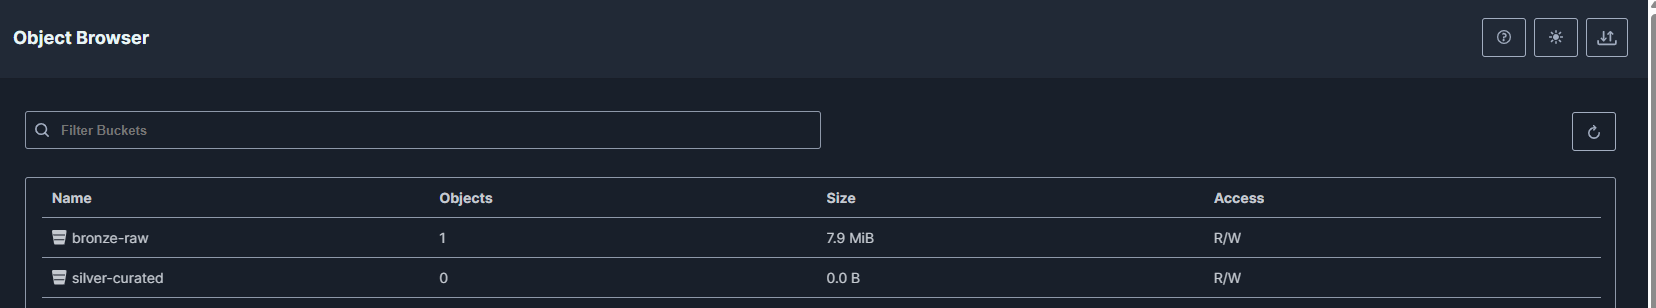 Object Browser
Filter Buckets
Name Objects Size Access
bronze-raw 1 7.9 MiB R/W
silver-curated 0 0.0 B R/W